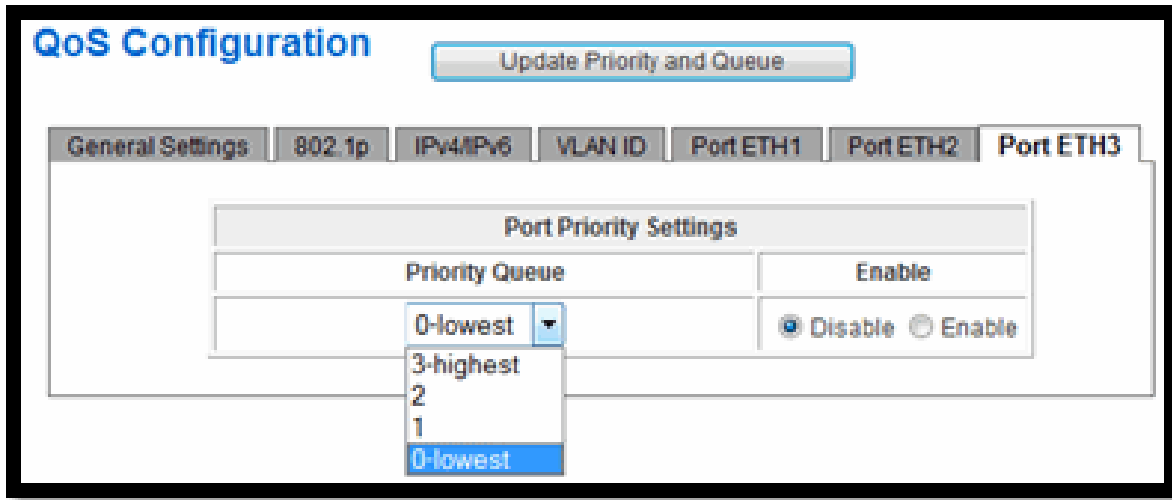 QoS Configuration
Update Priority and Queue
General Settings 802.1p IPv4/IPv6 VLAN ID Port ETH1 Port ETH2 Port ETH3
Port Priority Settings
Priority Queue Enable
0-lowest Disable Enable
3-highest
2
1
0-lowest